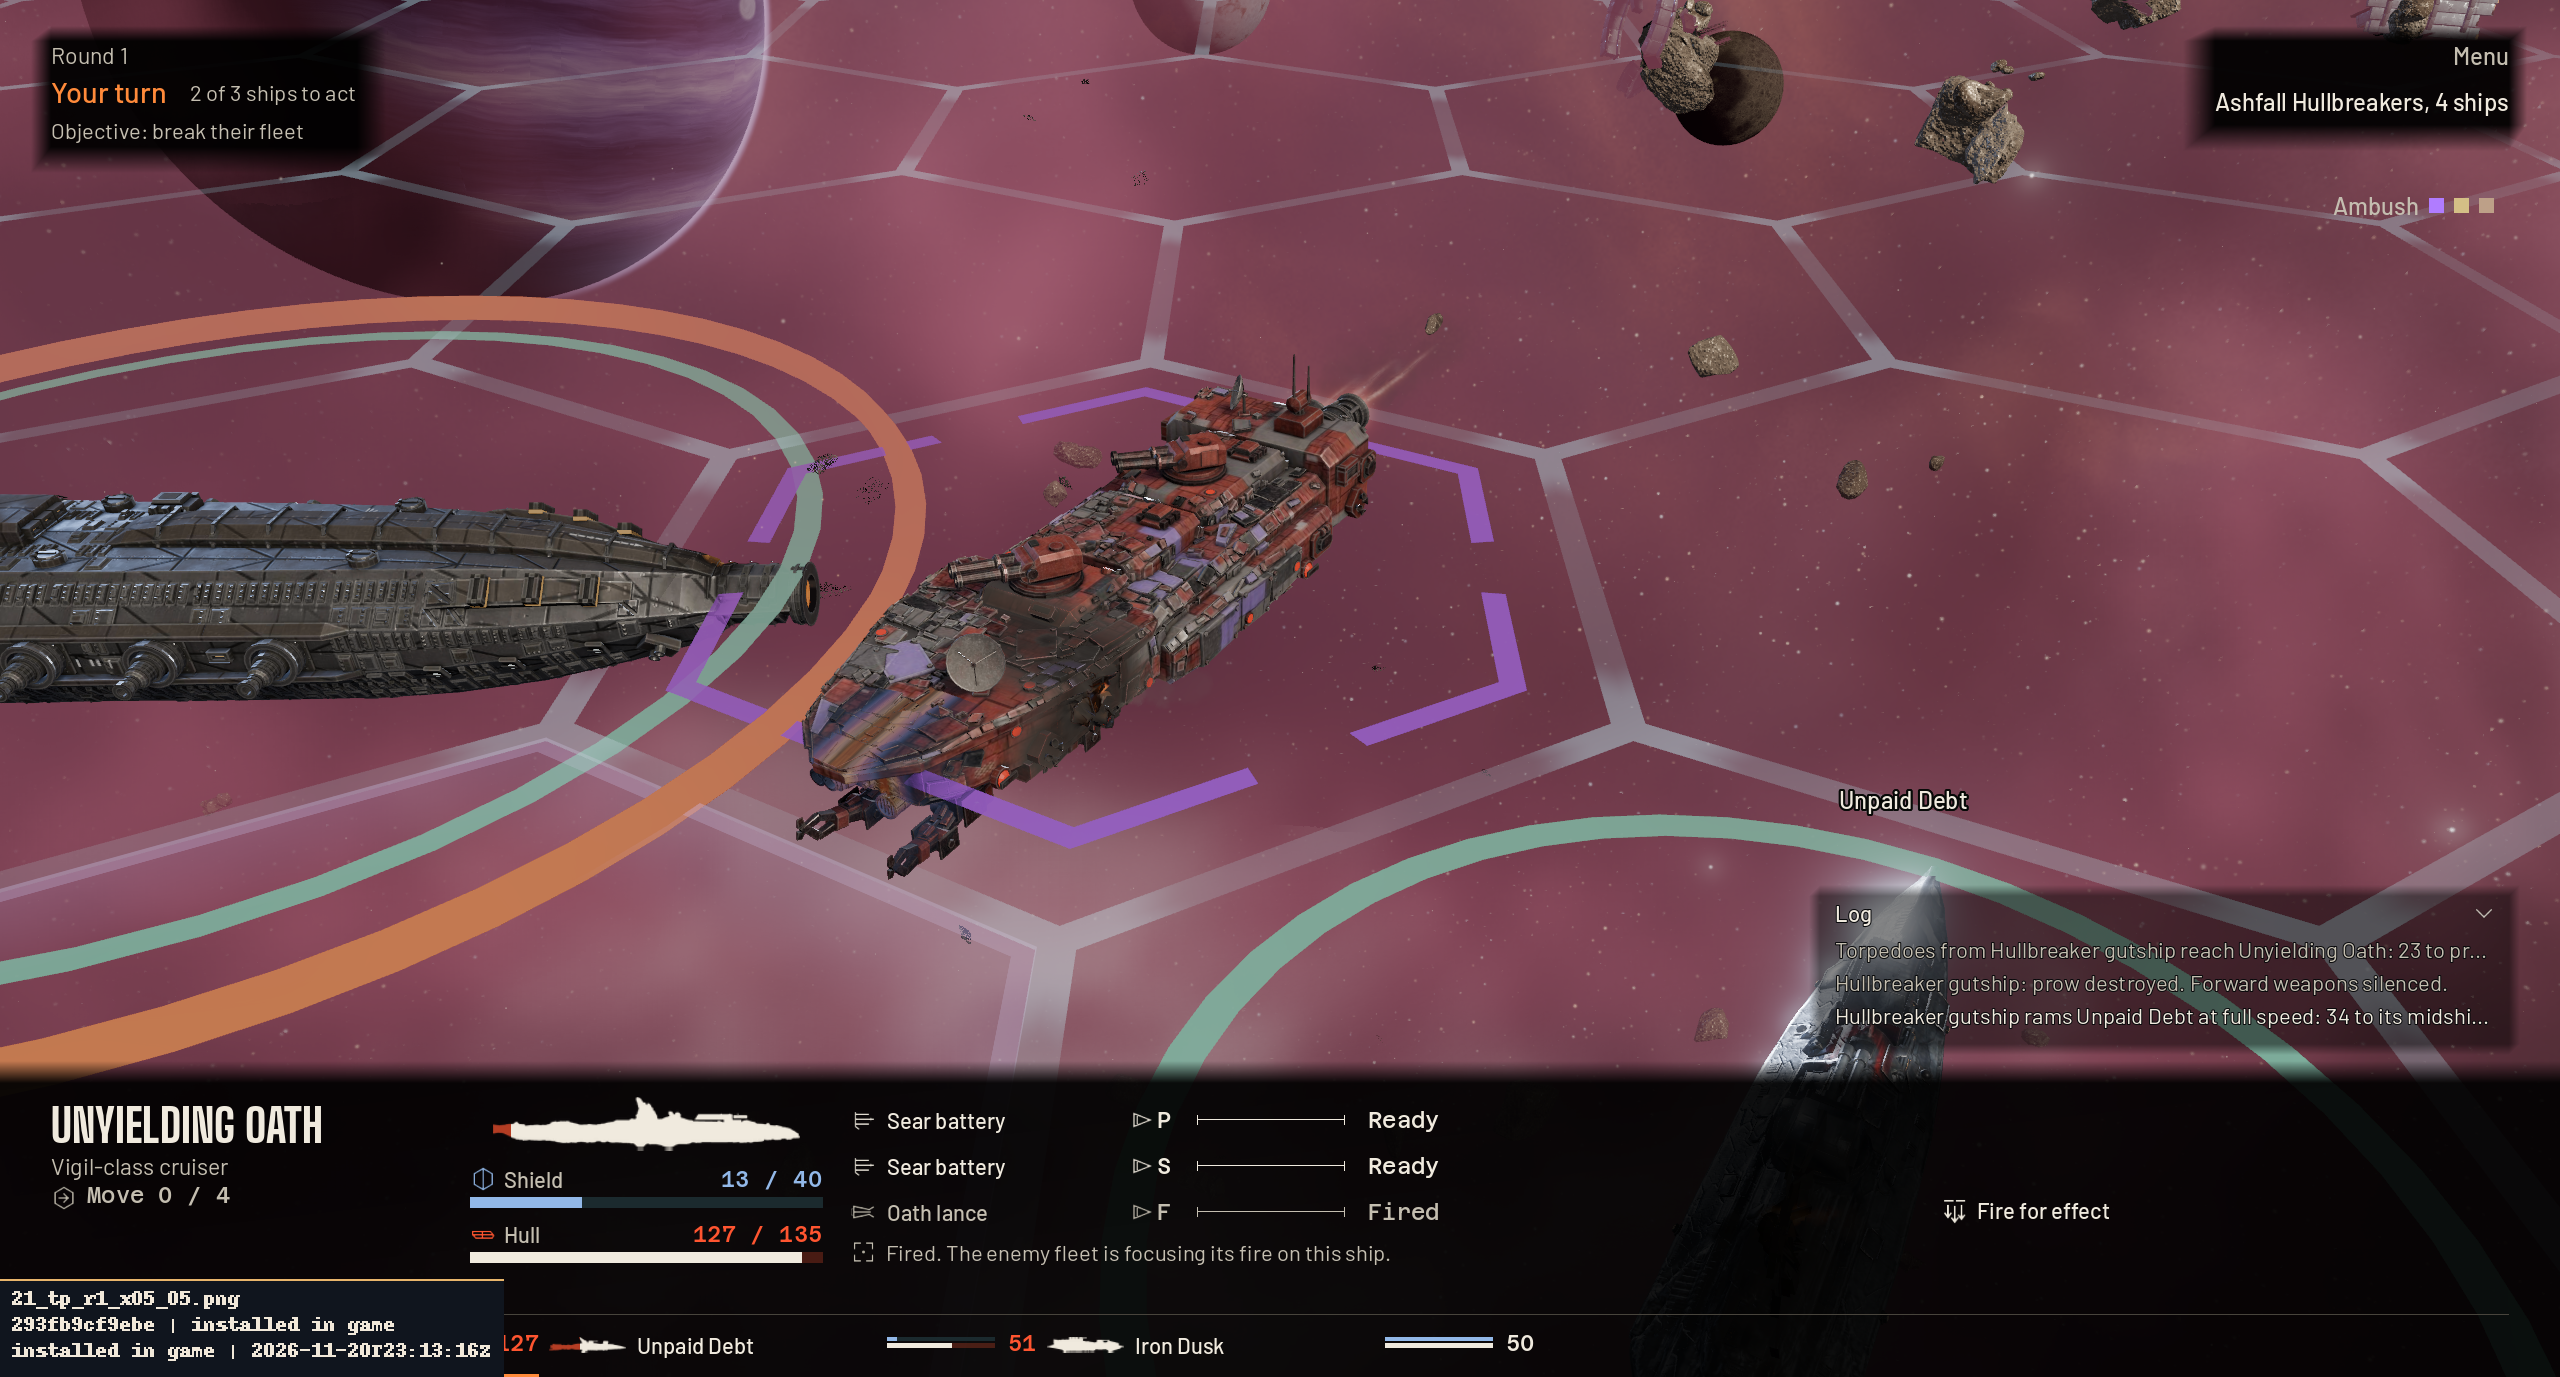 Round 1
Your turn 2 of 3 ships to act
Objective: break their fleet
Menu
Ashfall Hullbreakers, 4 ships
Ambush
Unpaid Debt
Log
Torpedoes from Hullbreaker gutship reach Unyielding Oath: 23 to pr...
Hullbreaker gutship: prow destroyed. Forward weapons silenced.
Hullbreaker gutship rams Unpaid Debt at full speed: 34 to its midshi...
UNYIELDING OATH
Vigil-class cruiser
Move 0 / 4
Shield 13 / 40
Hull 127 / 135
Sear battery P Ready
Sear battery S Ready
Oath lance F Fired
Fired. The enemy fleet is focusing its fire on this ship.
Fire for effect
127 Unpaid Debt 51 Iron Dusk 50
21_tp_r1_x05_05.png
293fb9cf9ebe | installed in game
installed in game | 2026-11-20T23:13:16Z